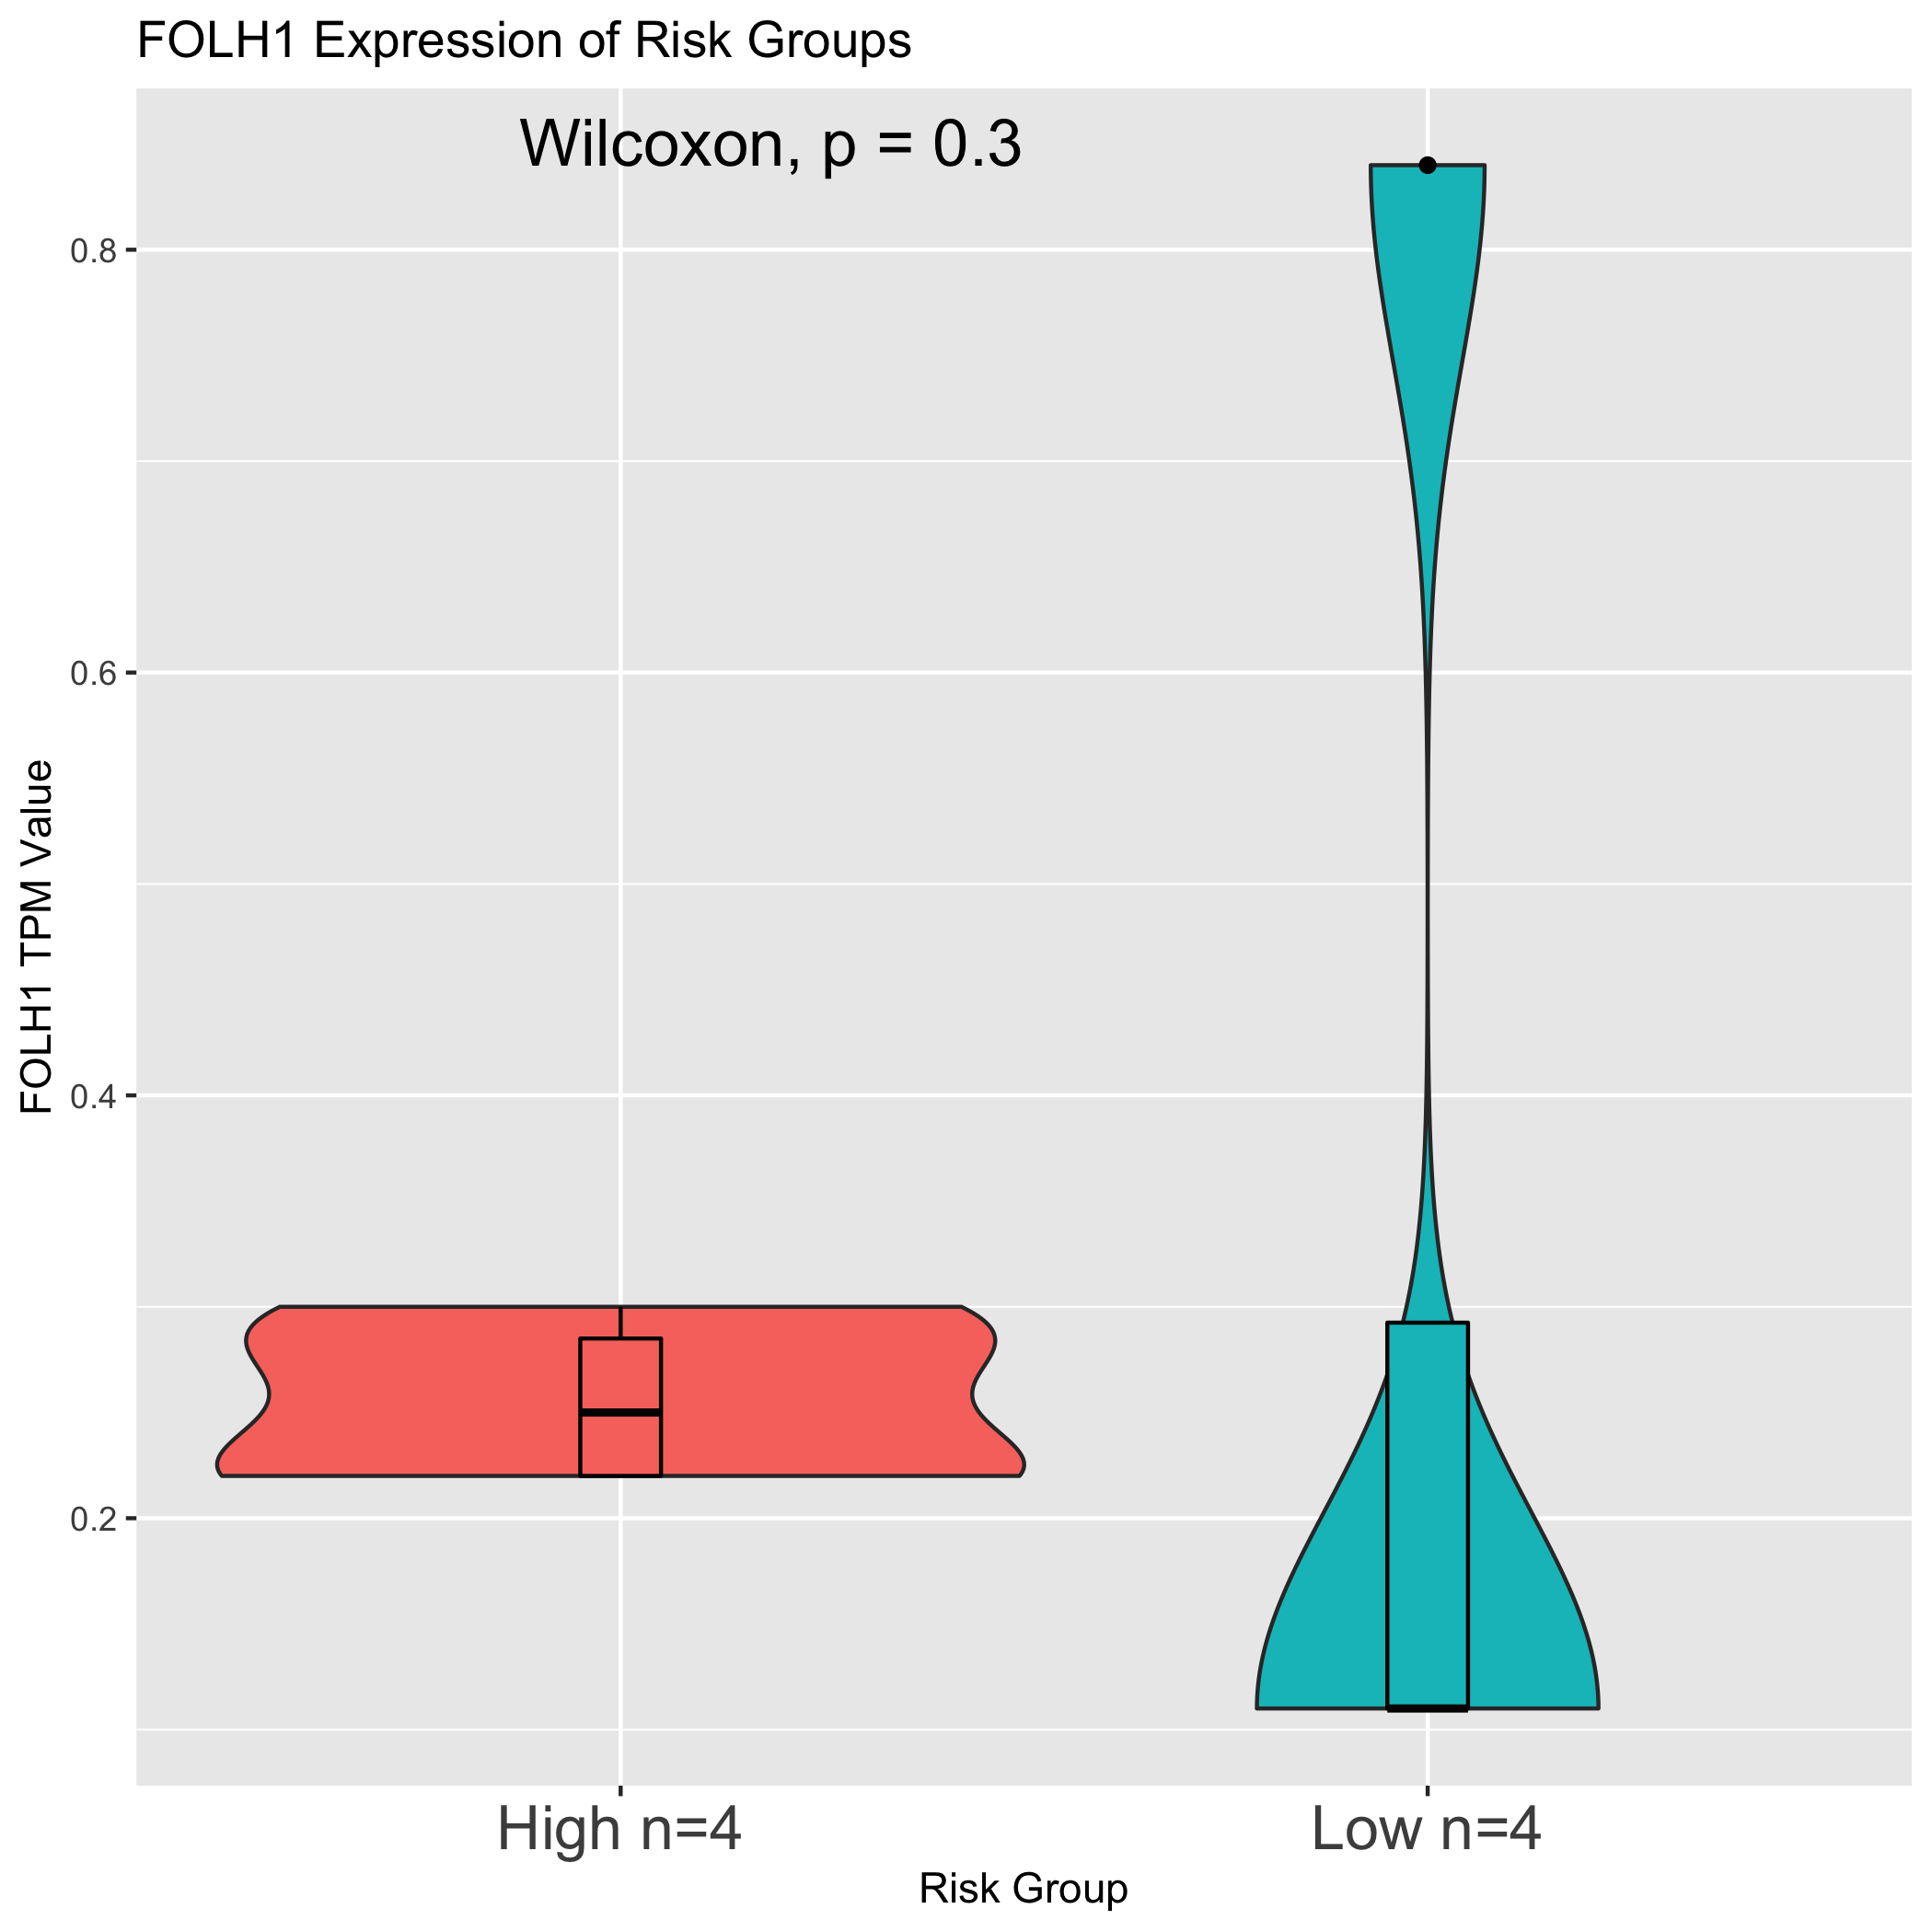 FOLH1 Expression of Risk Groups
Wilcoxon, p = 0.3
0.8
0.6
0.4
0.2
FOLH1 TPM Value
High n=4
Low n=4
Risk Group